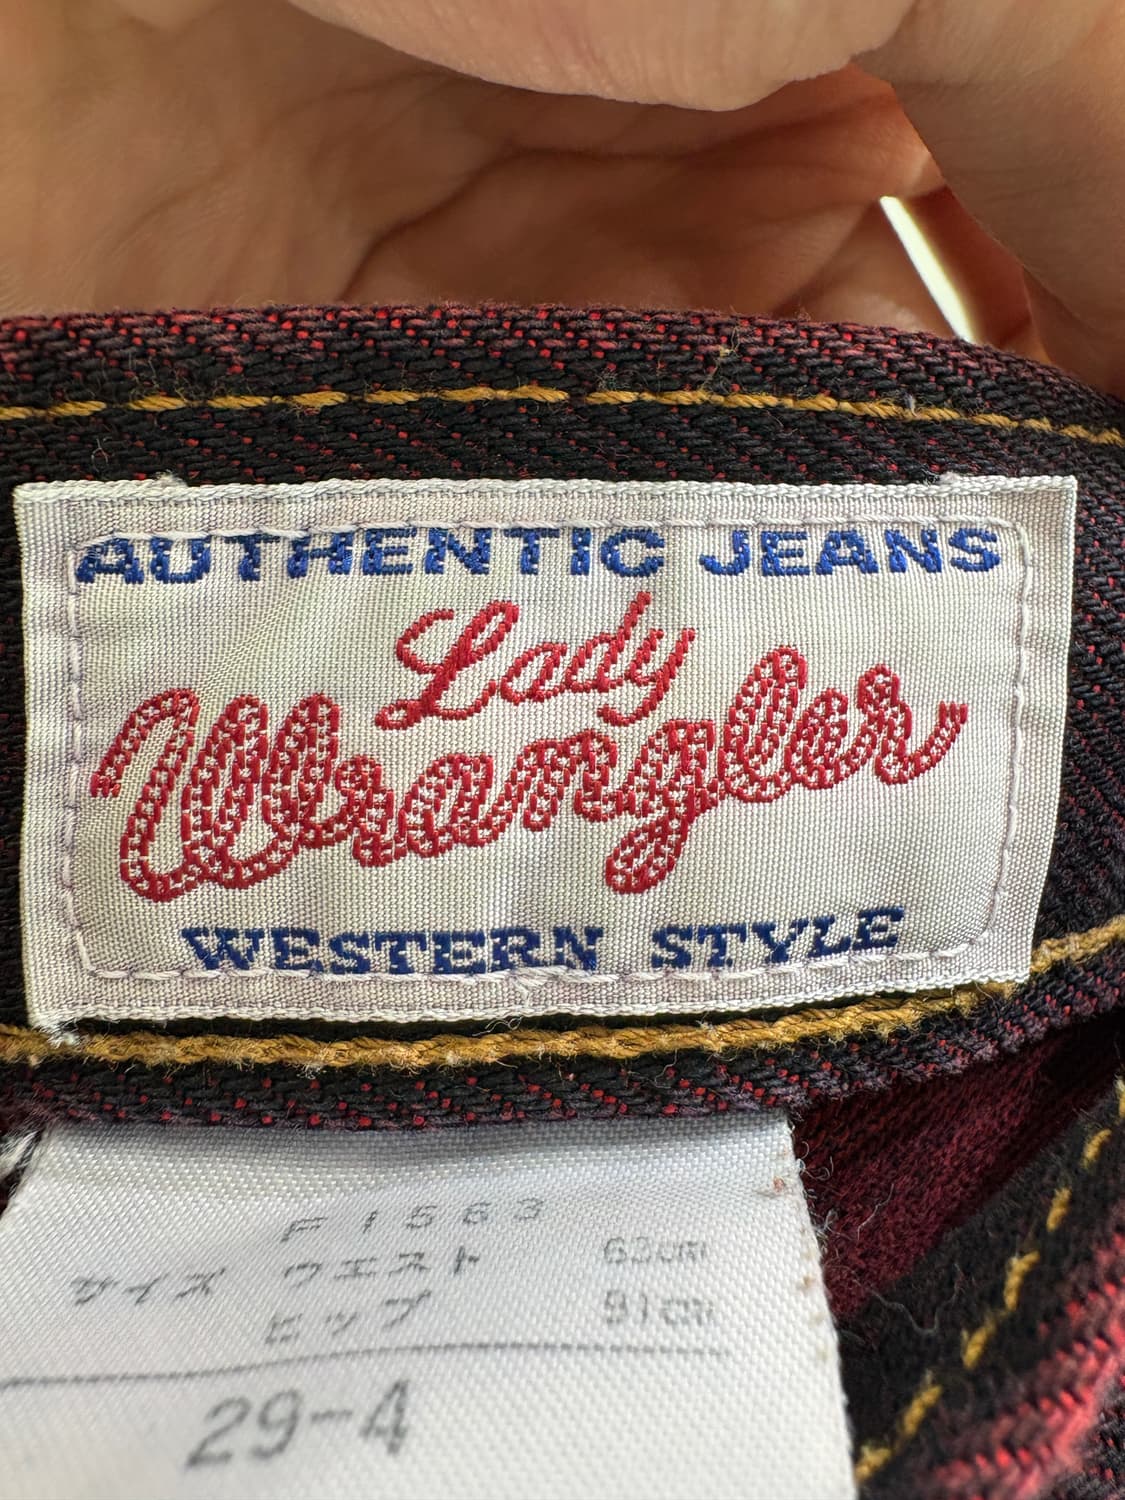 AUTHENTIC JEANS
Lady
Wrangler
WESTERN STYLE
F1563
サイズ ウエスト 63cm
ヒップ 91cm
29-4